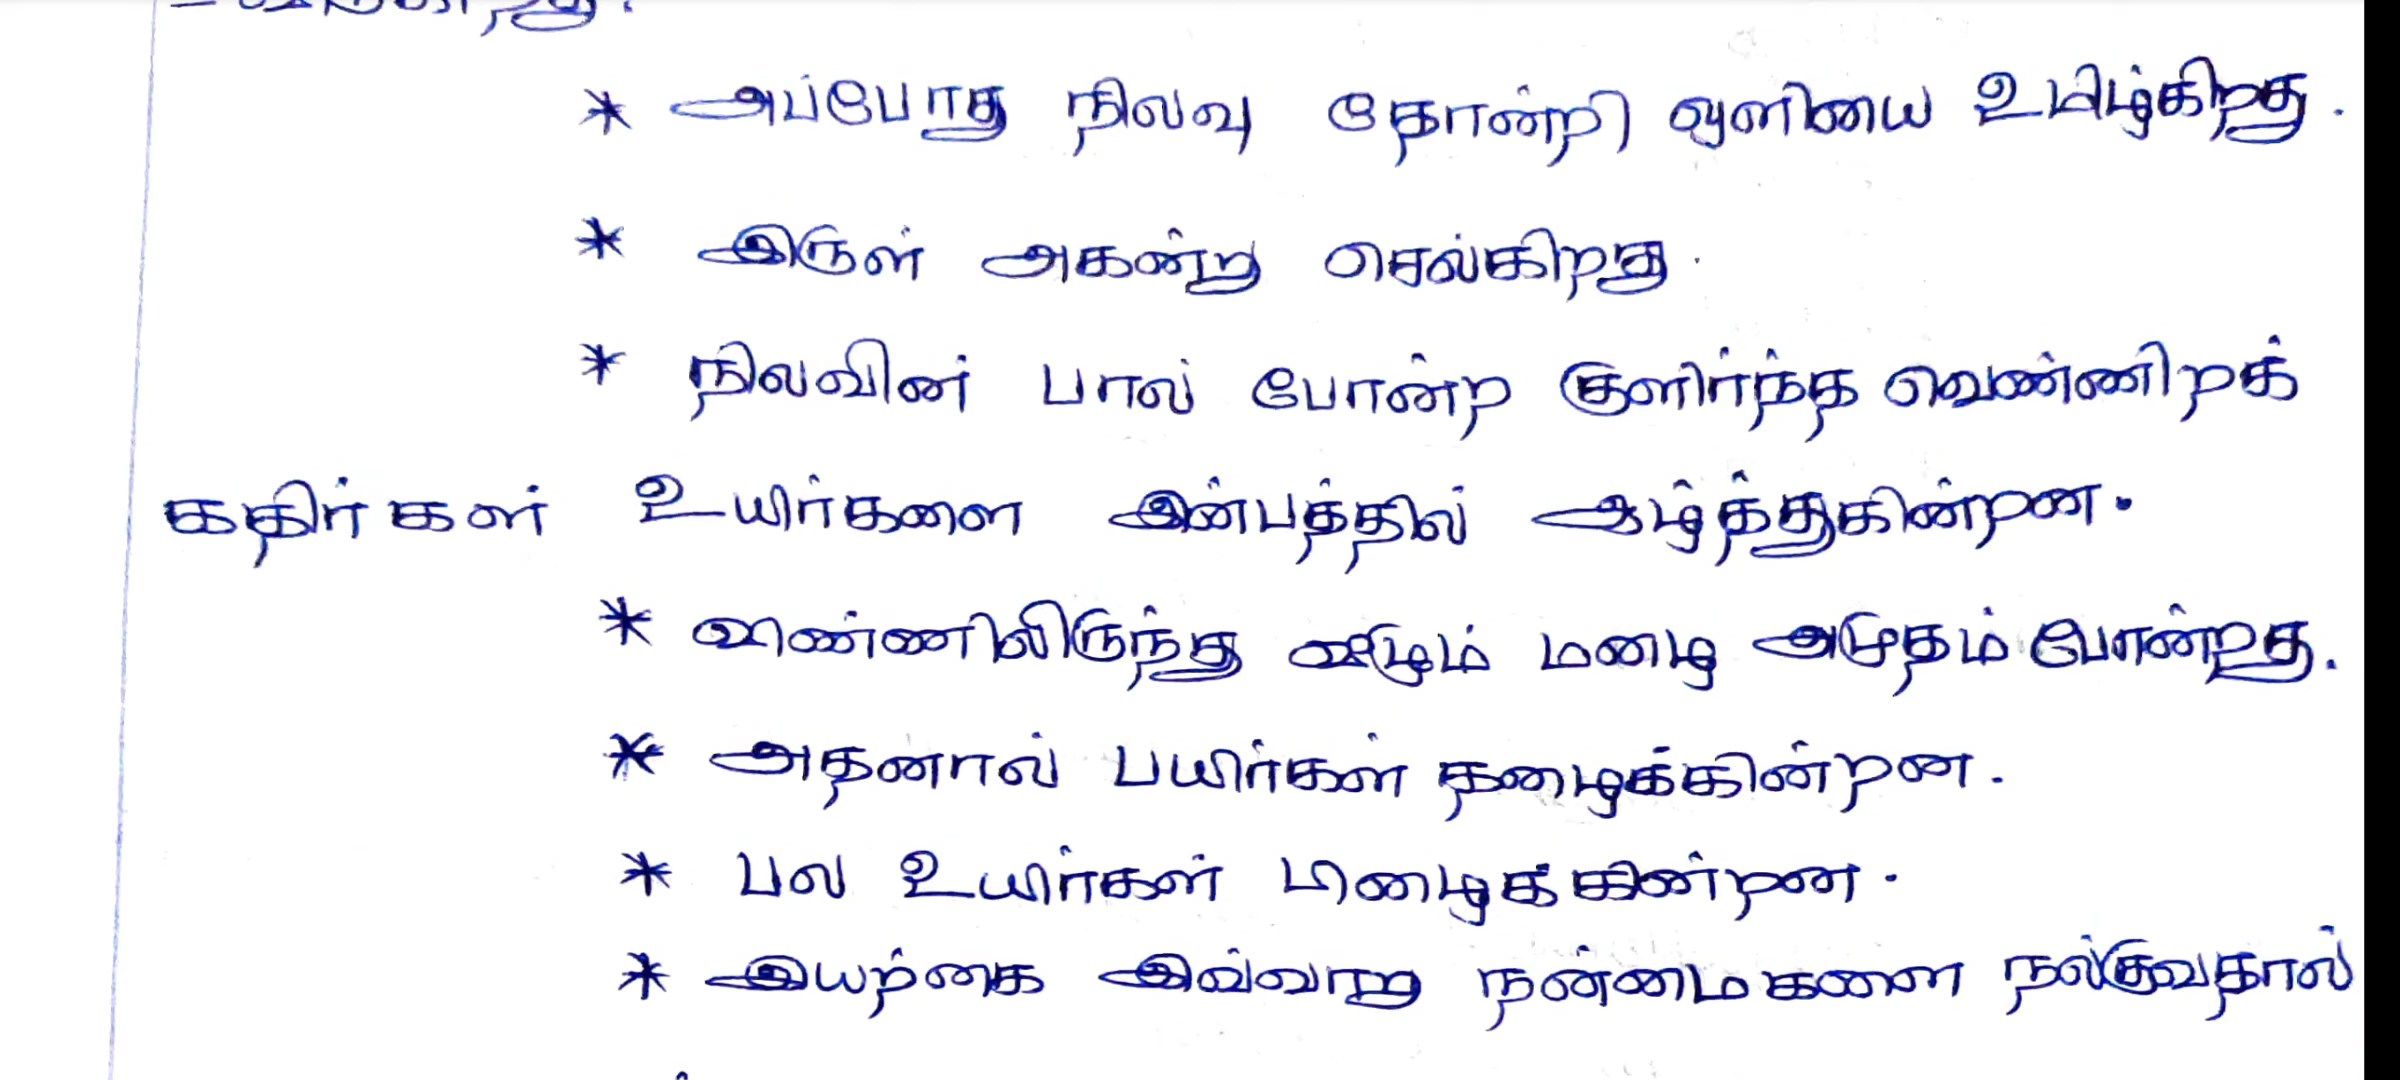 * அப்போது நிலவு தோன்றி ஒளியை உமிழ்கிறது.
* இருள் அகன்று செல்கிறது.
* நிலவின் பால் போன்ற குளிர்ந்த வெண்ணிறக்
கதிர்கள் உயிர்களை இன்பத்தில் ஆழ்த்துகின்றன.
* விண்ணிலிருந்து விழும் மழை அமுதம் போன்றது.
* அதனால் பயிர்கள் தழைக்கின்றன.
* பல உயிர்கள் பிழைக்கின்றன.
* இயற்கை இவ்வாறு நன்மைகளை நல்குவதால்